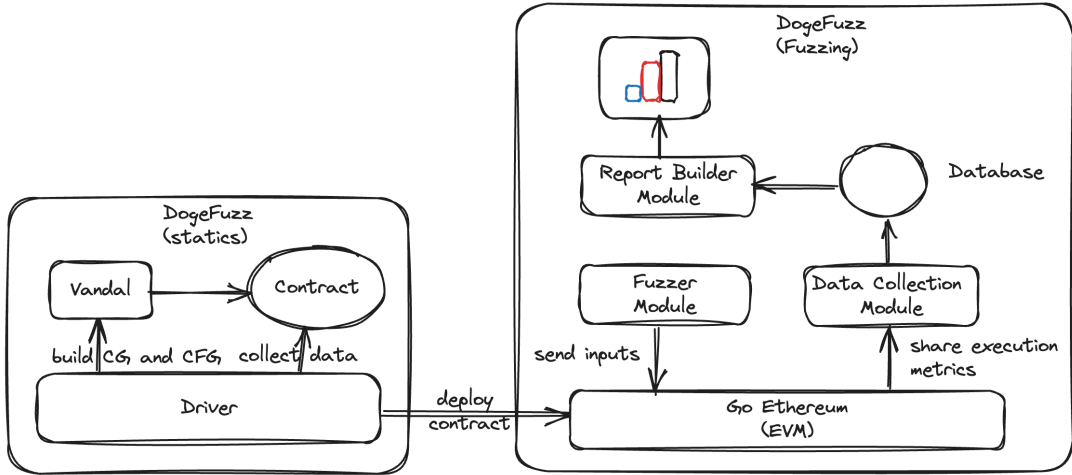 DogeFuzz
(Fuzzing)
Report Builder
Module
Database
DogeFuzz
(statics)
Vandal
Contract
Fuzzer
Module
Data Collection
Module
build CG, and CFG,
collect data
send inputs
share execution
metrics
Driver
deploy
contract
Go Ethereum
(EVM)